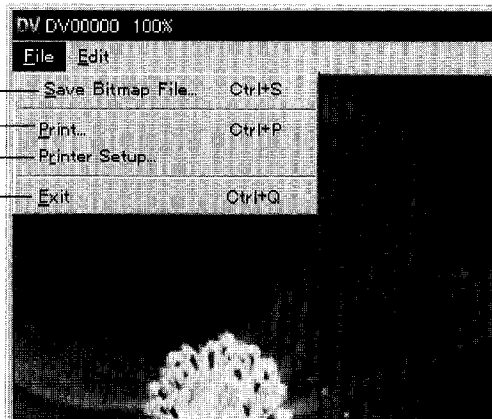 DV DV00000 100%
File Edit
Save Bitmap File... Ctrl+S
Print... Ctrl+P
Printer Setup...
Exit Ctrl+Q